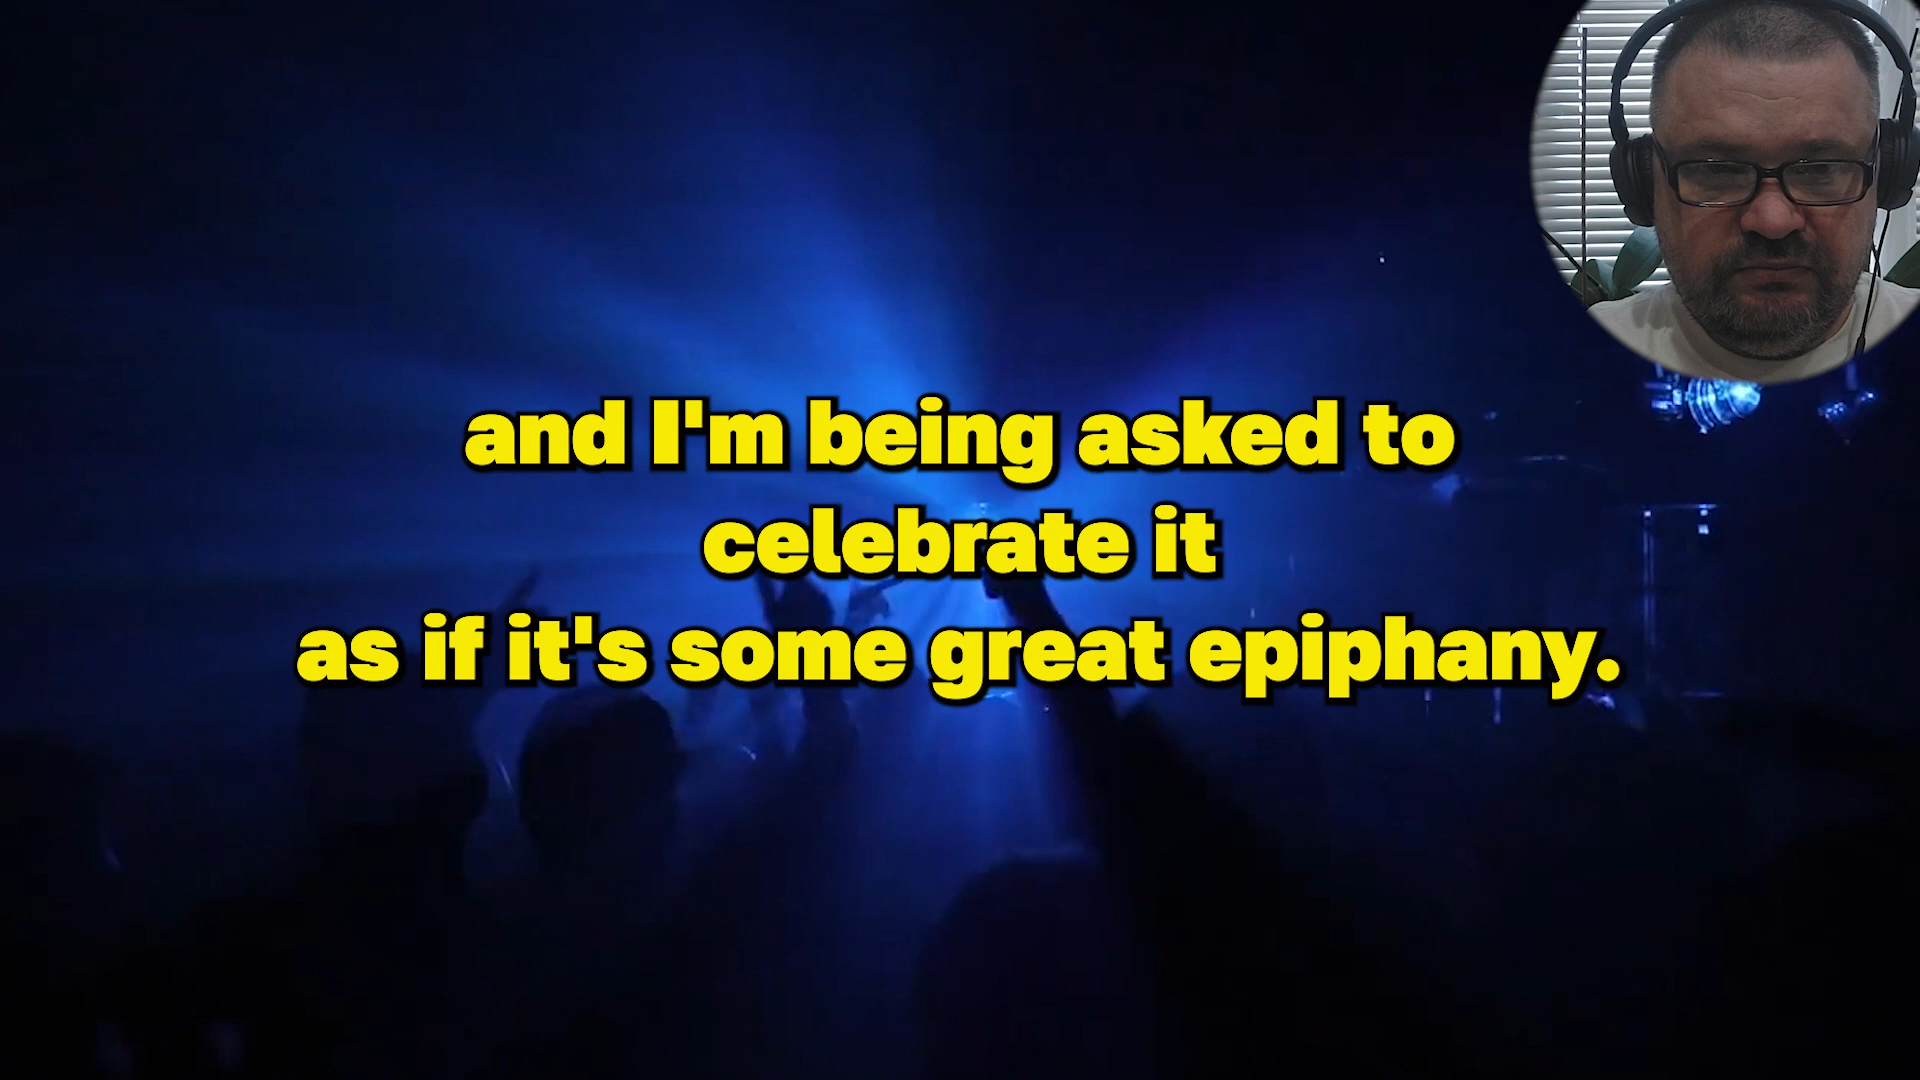 and I'm being asked to
celebrate it
as if it's some great epiphany.